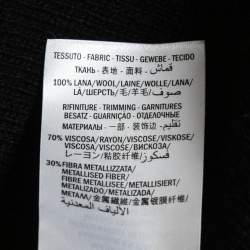 TESSUTO - FABRIC - TISSU - GEWEBE - TECIDO
ТКАНЬ - 表地 - 面料 - قماش
100% LANA/WOOL/LAINE/WOLLE/LANA/
LÃ/ШЕРСТЬ/毛/羊毛/صوف
RIFINITURE - TRIMMING - GARNITURES
BESATZ - GUARNIÇÃO - ОТДЕЛОЧНЫЕ
МАТЕРИАЛЫ - 一部 - 装饰边 - تقليم
70% VISCOSA/RAYON/VISCOSE/VISKOSE/
VISCOSA/VISCOSE/ВИСКОЗА/
レーヨン/粘胶纤维/فسكوز
30% FIBRA METALLIZZATA/
METALLISED FIBER/
FIBRE METALLISEE/METALLISIERT/
METALIZADO/METALIZADA/
МЕТАЛЛ/金属繊維/金属镀膜纤维/
الألياف المعدنية